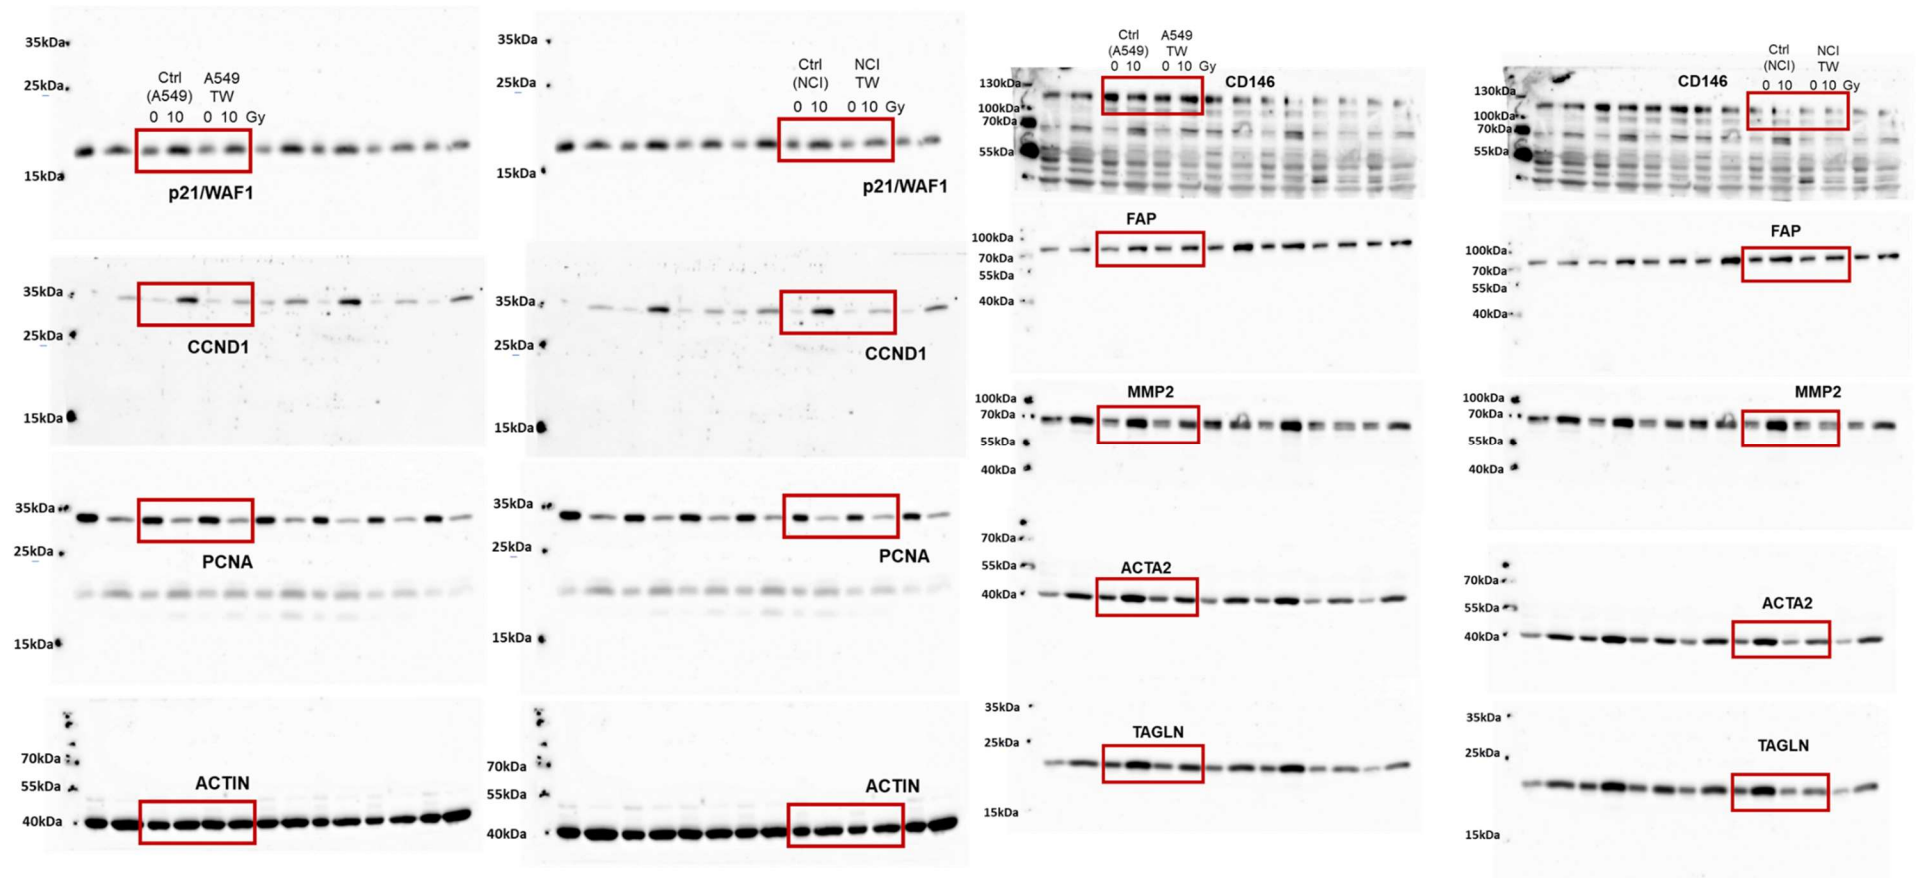 35kDa
25kDa
Ctrl A549
(A549) TW
0 10 0 10 Gy
15kDa
p21/WAF1
35kDa
25kDa
CCND1
15kDa
35kDa
25kDa
PCNA
15kDa
70kDa
55kDa
ACTIN
40kDa
35kDa
25kDa
Ctrl NCI
(NCI) TW
0 10 0 10 Gy
15kDa
p21/WAF1
35kDa
25kDa
CCND1
15kDa
35kDa
25kDa
PCNA
15kDa
70kDa
55kDa
ACTIN
40kDa
Ctrl A549
(A549) TW
0 10 0 10 Gy
130kDa
CD146
100kDa
70kDa
55kDa
FAP
100kDa
70kDa
55kDa
40kDa
MMP2
100kDa
70kDa
55kDa
40kDa
70kDa
55kDa
ACTA2
40kDa
35kDa
TAGLN
25kDa
15kDa
Ctrl NCI
(NCI) TW
0 10 0 10 Gy
CD146
130kDa
100kDa
70kDa
55kDa
FAP
100kDa
70kDa
55kDa
40kDa
MMP2
100kDa
70kDa
55kDa
40kDa
70kDa
55kDa
ACTA2
40kDa
35kDa
TAGLN
25kDa
15kDa